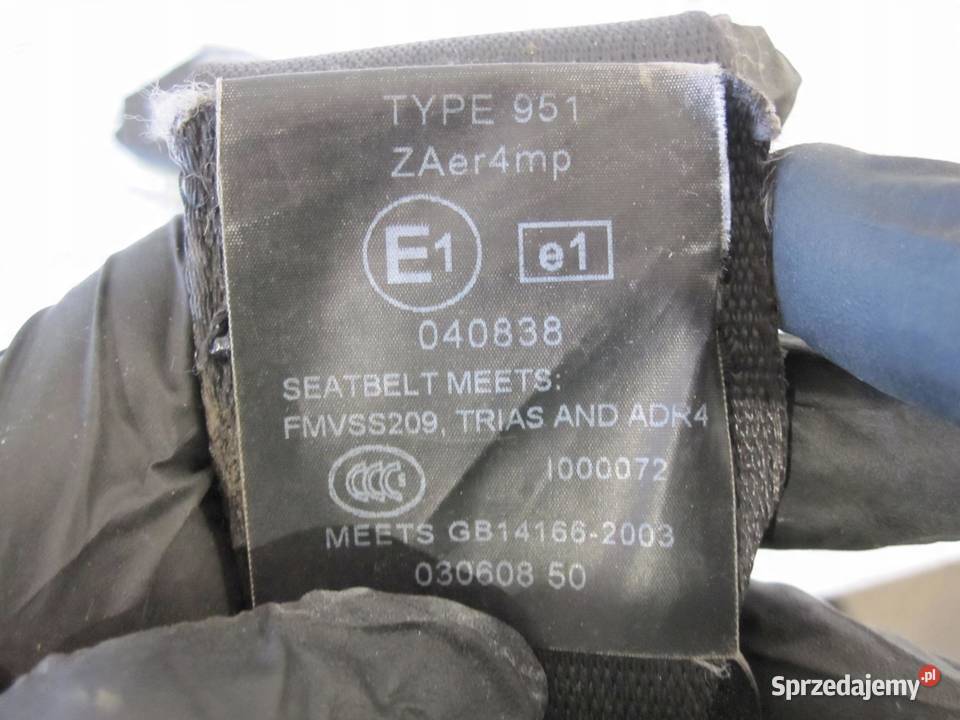 TYPE 951
ZAer4mp
E1 e1
040838
SEATBELT MEETS:
FMVSS209, TRIAS AND ADR4
CCC I000072
MEETS GB14166-2003
030608 50
Sprzedajemy.pl